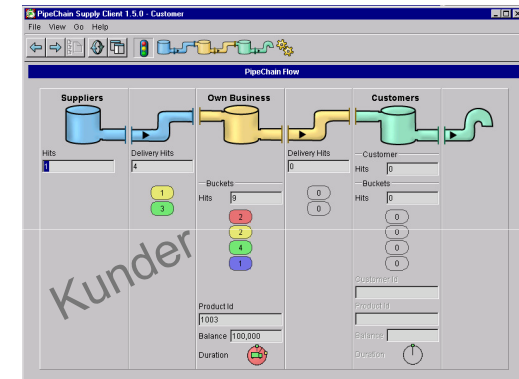 PipeChain Supply Client 1.5.0 - Customer
File View Go Help
PipeChain Flow
Suppliers
Own Business
Customers
Hits
1
Delivery Hits
4
1
3
Buckets
Hits 9
2
2
4
1
Product Id
1003
Balance 100,000
Duration
Delivery Hits
0
0
0
Customer
Hits 0
Buckets
Hits 0
0
0
0
0
Customer Id
Product Id
Balance
Duration
Kunder